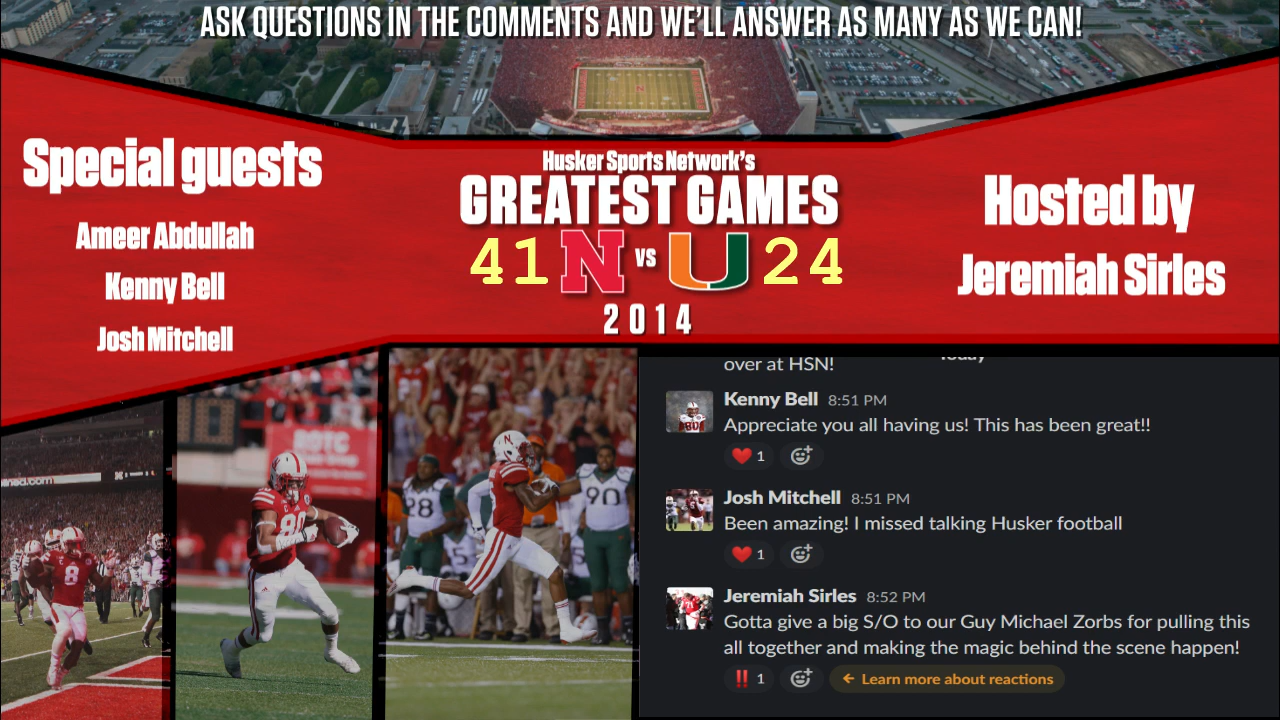 ASK QUESTIONS IN THE COMMENTS AND WE'LL ANSWER AS MANY AS WE CAN!
Special guests
Ameer Abdullah
Kenny Bell
Josh Mitchell
Husker Sports Network's
GREATEST GAMES
41 N vs U 24
2014
Hosted by
Jeremiah Sirles
Today
over at HSN!
Kenny Bell 8:51 PM
Appreciate you all having us! This has been great!!
1
Josh Mitchell 8:51 PM
Been amazing! I missed talking Husker football
1
Jeremiah Sirles 8:52 PM
Gotta give a big S/O to our Guy Michael Zorbs for pulling this
all together and making the magic behind the scene happen!
!! 1 ← Learn more about reactions
8
80
N
28
90